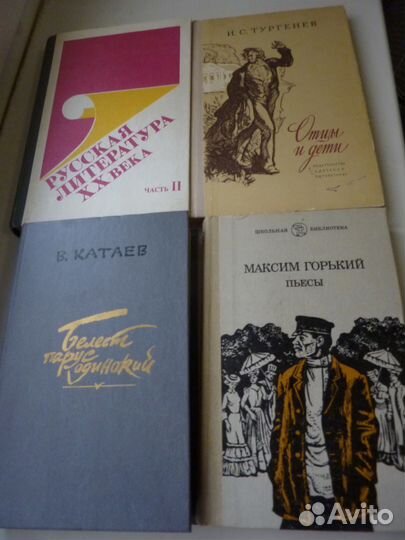 РУССКАЯ
ЛИТЕРАТУРА
XX ВЕКА
ЧАСТЬ II
И. С. ТУРГЕНЕВ
Отцы
и дети
В. КАТАЕВ
Белеет
парус
одинокий
ШКОЛЬНАЯ БИБЛИОТЕКА
МАКСИМ ГОРЬКИЙ
ПЬЕСЫ
Avito